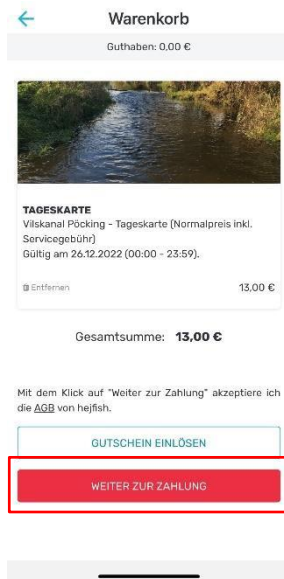 Warenkorb
Guthaben: 0,00 €
TAGESKARTE
Vilskanal Pöcking - Tageskarte (Normalpreis inkl.
Servicegebühr)
Gültig am 26.12.2022 (00:00 - 23:59).
Entfernen 13,00 €
Gesamtsumme: 13,00 €
Mit dem Klick auf "Weiter zur Zahlung" akzeptiere ich
die AGB von hejfish.
GUTSCHEIN EINLÖSEN
WEITER ZUR ZAHLUNG